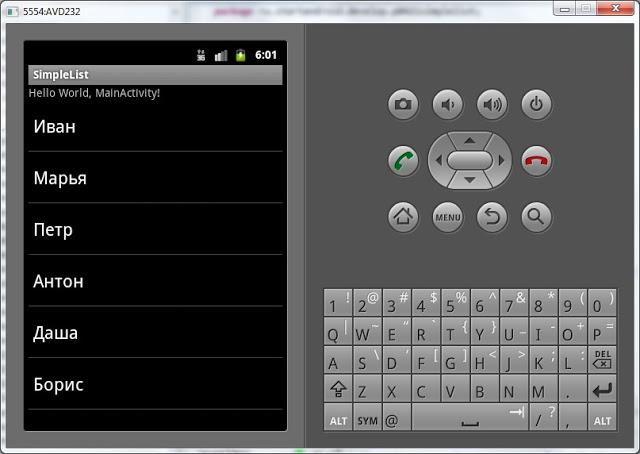 5554:AVD232
3G 6:01
SimpleList
Hello World, MainActivity!
Иван
Марья
Петр
Антон
Даша
Борис
MENU
1 ! 2 @ 3 # 4 $ 5 % 6 ^ 7 & 8 * 9 ( 0 )
Q | W ~ E " R ` T { Y } U _ I - O + P =
A S \ D ' F [ G ] H < J > K ; L : DEL
Z X C V B N M .
ALT SYM @ / ? , ALT